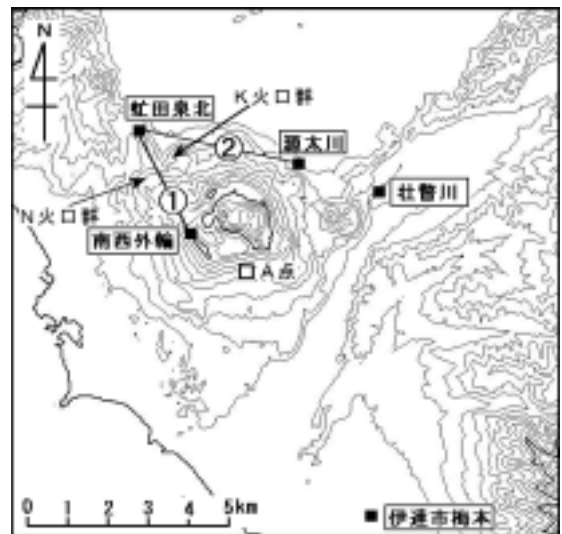 N
虻田泉北
K火口群
②
源太川
壮瞥川
N火口群
①
南西外輪
A点
0 1 2 3 4 5km
伊達市梅本